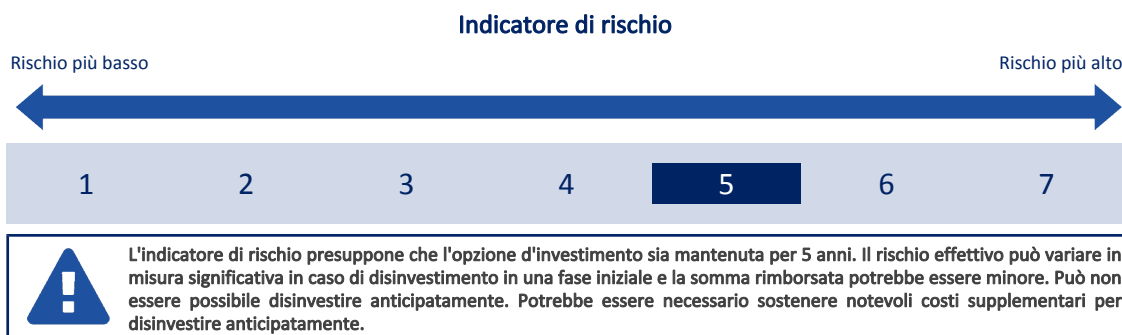 Indicatore di rischio
Rischio più basso
Rischio più alto
1 2 3 4 5 6 7
L'indicatore di rischio presuppone che l'opzione d'investimento sia mantenuta per 5 anni. Il rischio effettivo può variare in
misura significativa in caso di disinvestimento in una fase iniziale e la somma rimborsata potrebbe essere minore. Può non
essere possibile disinvestire anticipatamente. Potrebbe essere necessario sostenere notevoli costi supplementari per
disinvestire anticipatamente.